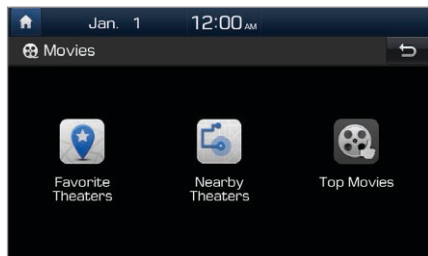 Jan. 1 12:00 AM
Movies
Favorite Theaters
Nearby Theaters
Top Movies